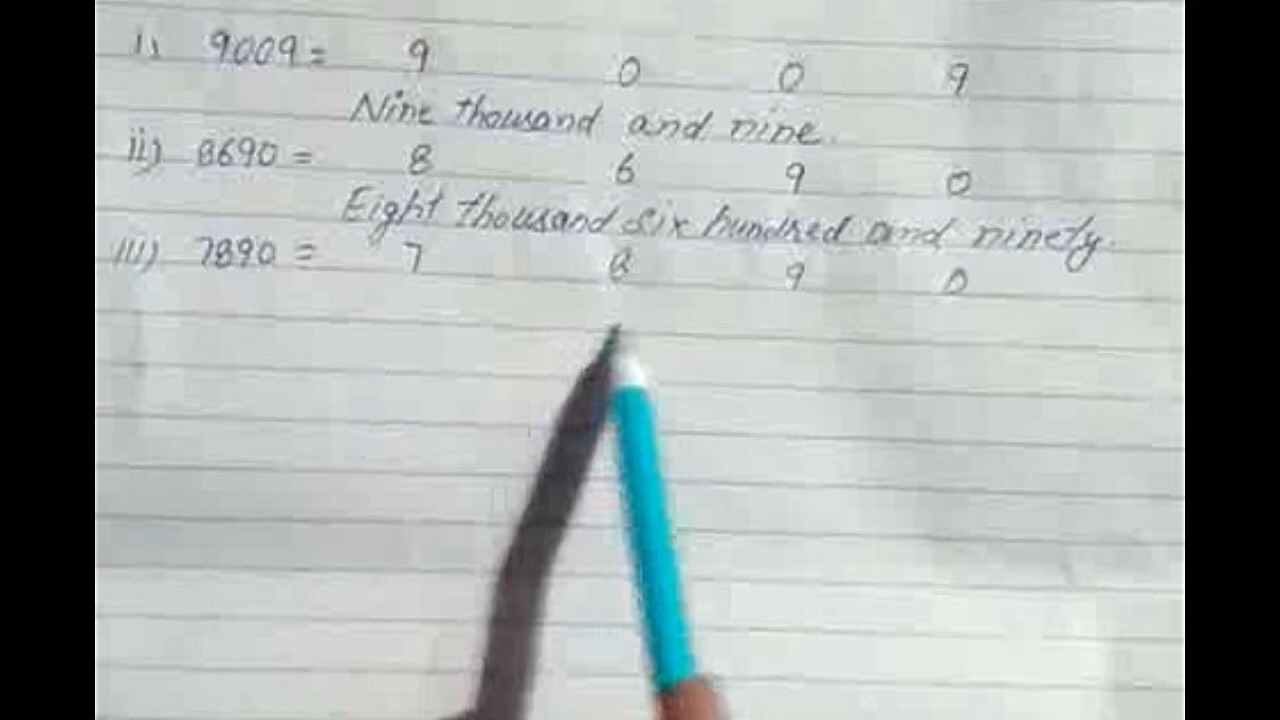 i) 9009 = 9 0 0 9
Nine thousand and nine.
ii) 8690 = 8 6 9 0
Eight thousand six hundred and ninety.
iii) 7890 = 7 8 9 0